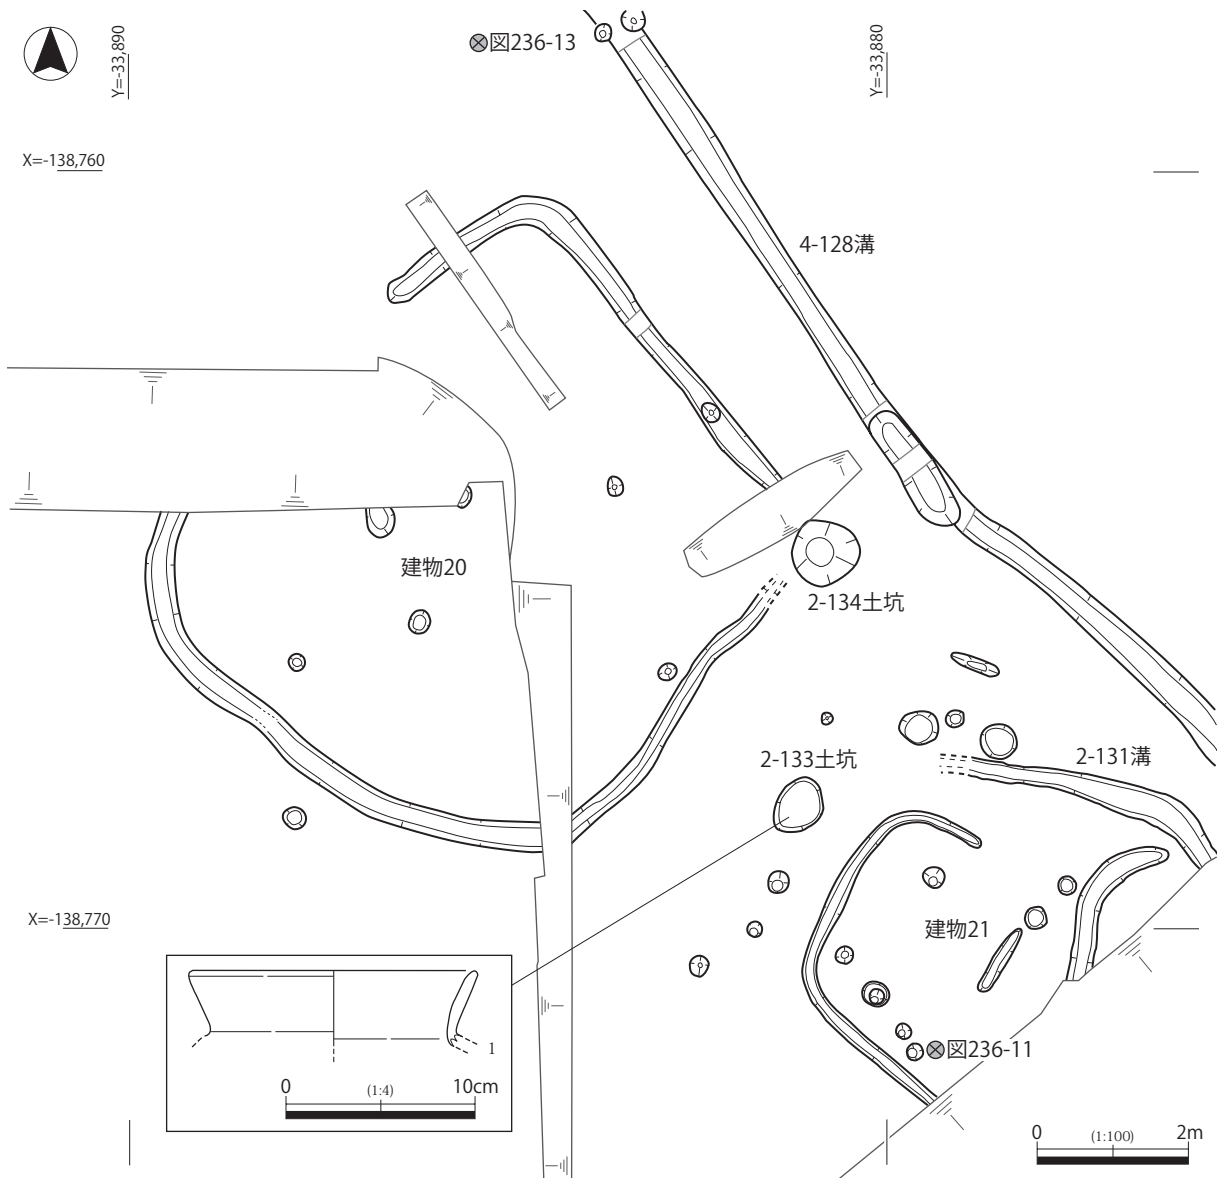 Y=-33,890
図236-13
Y=-33,880
X=-138,760
4-128溝
建物20
2-134土坑
2-133土坑
2-131溝
X=-138,770
建物21
1
図236-11
0 (1:4) 10cm
0 (1:100) 2m